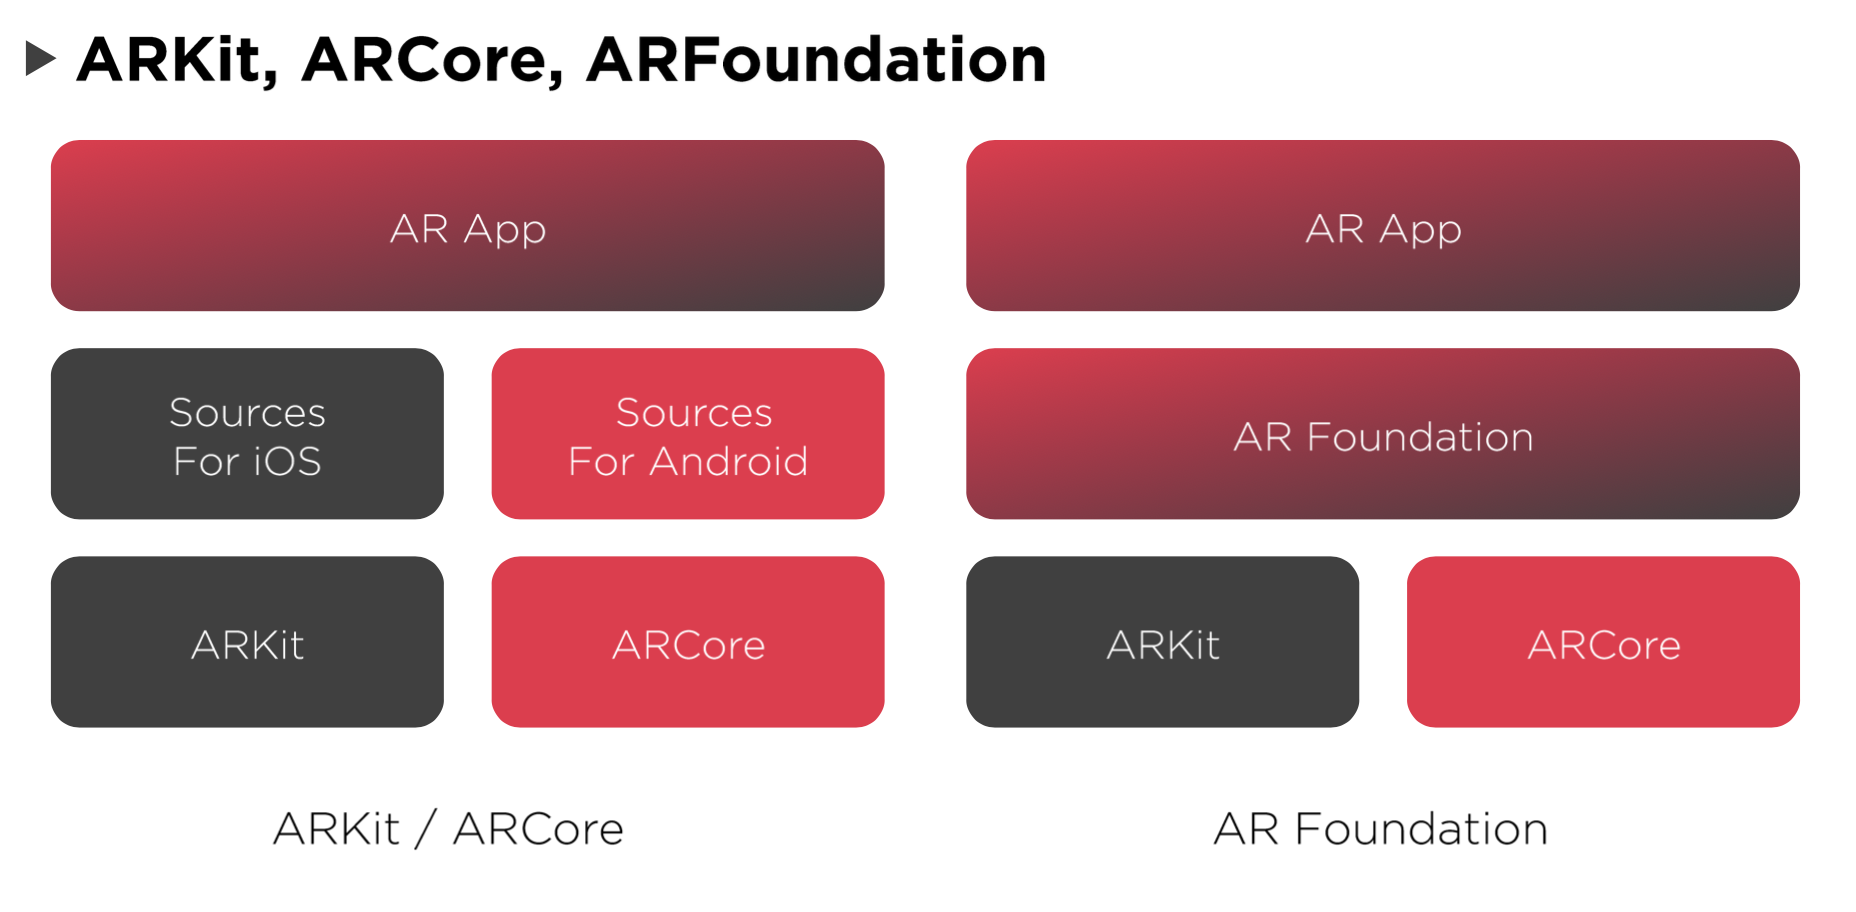 ARKit, ARCore, ARFoundation
AR App
Sources
For iOS
Sources
For Android
ARKit
ARCore
ARKit / ARCore
AR App
AR Foundation
ARKit
ARCore
AR Foundation